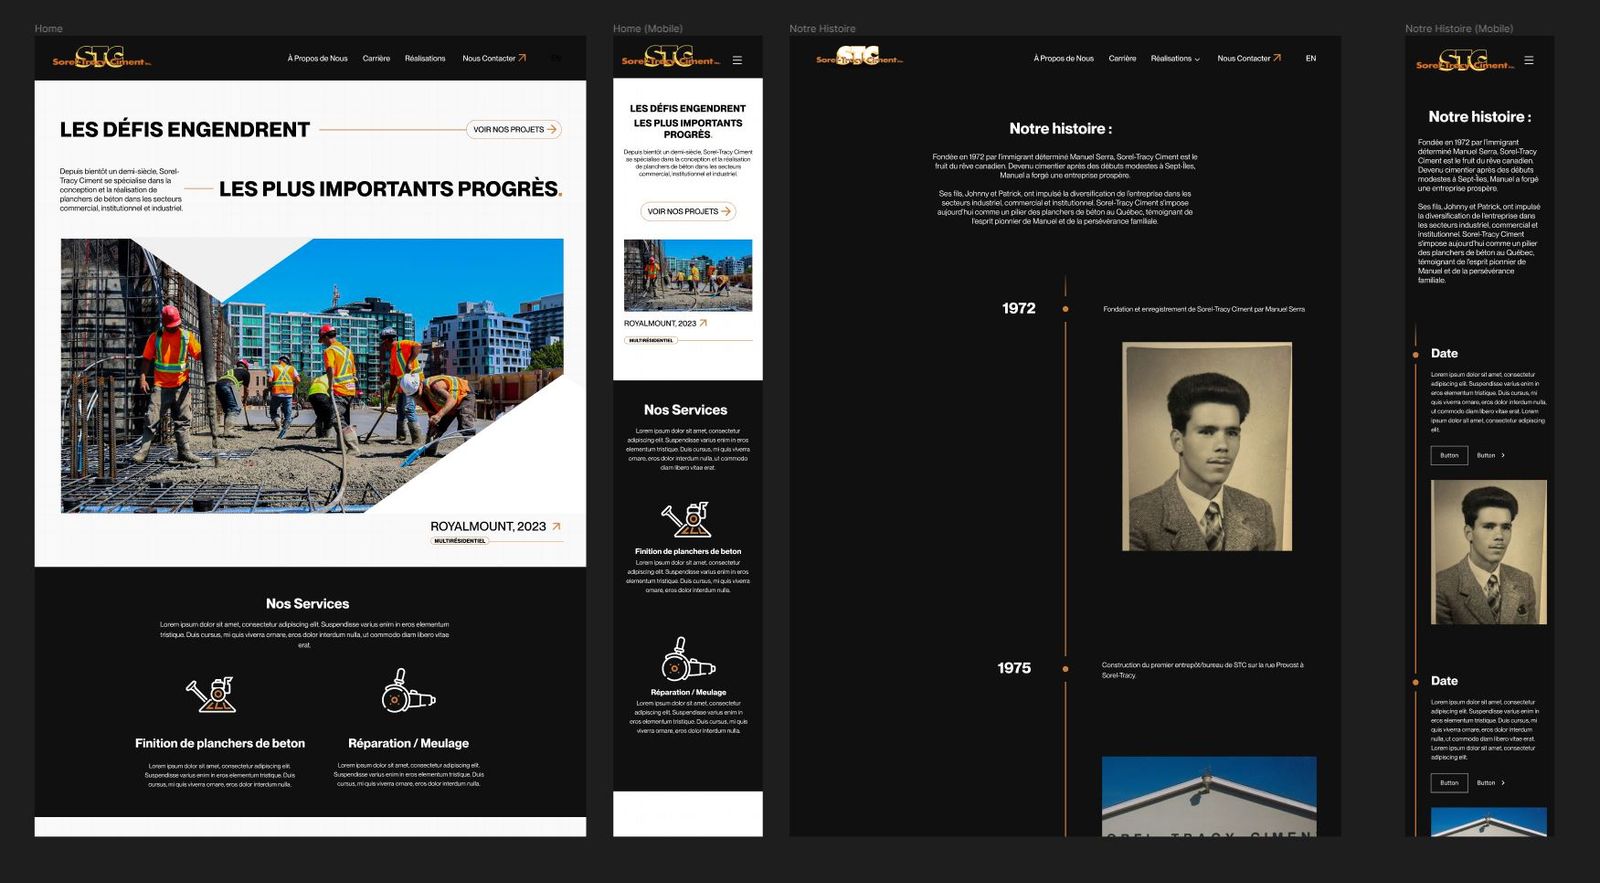 Home
STC
Sorel-Tracy Ciment inc.
À Propos de Nous
Carrière
Réalisations
Nous Contacter
EN
LES DÉFIS ENGENDRENT
VOIR NOS PROJETS
Depuis bientôt un demi-siècle, Sorel-
Tracy Ciment se spécialise dans la
conception et la réalisation de
planchers de béton dans les secteurs
commercial, institutionnel et industriel.
LES PLUS IMPORTANTS PROGRÈS.
ROYALMOUNT, 2023
MULTIRÉSIDENTIEL
Nos Services
Lorem ipsum dolor sit amet, consectetur adipiscing elit. Suspendisse varius enim in eros elementum
tristique. Duis cursus, mi quis viverra ornare, eros dolor interdum nulla, ut commodo diam libero vitae
erat.
Finition de planchers de beton
Lorem ipsum dolor sit amet, consectetur adipiscing elit.
Suspendisse varius enim in eros elementum tristique. Duis
cursus, mi quis viverra ornare, eros dolor interdum nulla.
Réparation / Meulage
Lorem ipsum dolor sit amet, consectetur adipiscing elit.
Suspendisse varius enim in eros elementum tristique. Duis
cursus, mi quis viverra ornare, eros dolor interdum nulla.
Home (Mobile)
STC
Sorel-Tracy Ciment inc.
LES DÉFIS ENGENDRENT
LES PLUS IMPORTANTS
PROGRÈS.
Depuis bientôt un demi-siècle, Sorel-Tracy Ciment
se spécialise dans la conception et la réalisation
de planchers de béton dans les secteurs
commercial, institutionnel et industriel.
VOIR NOS PROJETS
ROYALMOUNT, 2023
MULTIRÉSIDENTIEL
Nos Services
Lorem ipsum dolor sit amet, consectetur
adipiscing elit. Suspendisse varius enim in eros
elementum tristique. Duis cursus, mi quis viverra
ornare, eros dolor interdum nulla, ut commodo
diam libero vitae erat.
Finition de planchers de beton
Lorem ipsum dolor sit amet, consectetur
adipiscing elit. Suspendisse varius enim in eros
elementum tristique. Duis cursus, mi quis viverra
ornare, eros dolor interdum nulla.
Réparation / Meulage
Lorem ipsum dolor sit amet, consectetur
adipiscing elit. Suspendisse varius enim in
eros elementum tristique. Duis cursus, mi quis
viverra ornare, eros dolor interdum nulla.
Notre Histoire
STC
Sorel-Tracy Ciment inc.
À Propos de Nous
Carrière
Réalisations
Nous Contacter
EN
Notre histoire :
Fondée en 1972 par l'immigrant déterminé Manuel Serra, Sorel-Tracy Ciment est le
fruit du rêve canadien. Devenu cimentier après des débuts modestes à Sept-Îles,
Manuel a forgé une entreprise prospère.
Ses fils, Johnny et Patrick, ont impulsé la diversification de l'entreprise dans les
secteurs industriel, commercial et institutionnel. Sorel-Tracy Ciment s'impose
aujourd'hui comme un pilier des planchers de béton au Québec, témoignant de
l'esprit pionnier de Manuel et de la persévérance familiale.
1972
Fondation et enregistrement de Sorel-Tracy Ciment par Manuel Serra
1975
Construction du premier entrepôt/bureau de STC sur la rue Provost à
Sorel-Tracy.
OREL TRACY CIMEN
Notre Histoire (Mobile)
STC
Sorel-Tracy Ciment inc.
Notre histoire :
Fondée en 1972 par l'immigrant
déterminé Manuel Serra, Sorel-Tracy
Ciment est le fruit du rêve canadien.
Devenu cimentier après des débuts
modestes à Sept-Îles, Manuel a forgé
une entreprise prospère.
Ses fils, Johnny et Patrick, ont impulsé
la diversification de l'entreprise dans
les secteurs industriel, commercial et
institutionnel. Sorel-Tracy Ciment
s'impose aujourd'hui comme un pilier
des planchers de béton au Québec,
témoignant de l'esprit pionnier de
Manuel et de la persévérance
familiale.
Date
Lorem ipsum dolor sit amet, consectetur
adipiscing elit. Suspendisse varius enim in
eros elementum tristique. Duis cursus, mi
quis viverra ornare, eros dolor interdum nulla,
ut commodo diam libero vitae erat. Lorem
ipsum dolor sit amet, consectetur adipiscing
elit.
Button
Button
Date
Lorem ipsum dolor sit amet, consectetur
adipiscing elit. Suspendisse varius enim in
eros elementum tristique. Duis cursus, mi
quis viverra ornare, eros dolor interdum
nulla, ut commodo diam libero vitae erat.
Lorem ipsum dolor sit amet, consectetur
adipiscing elit.
Button
Button